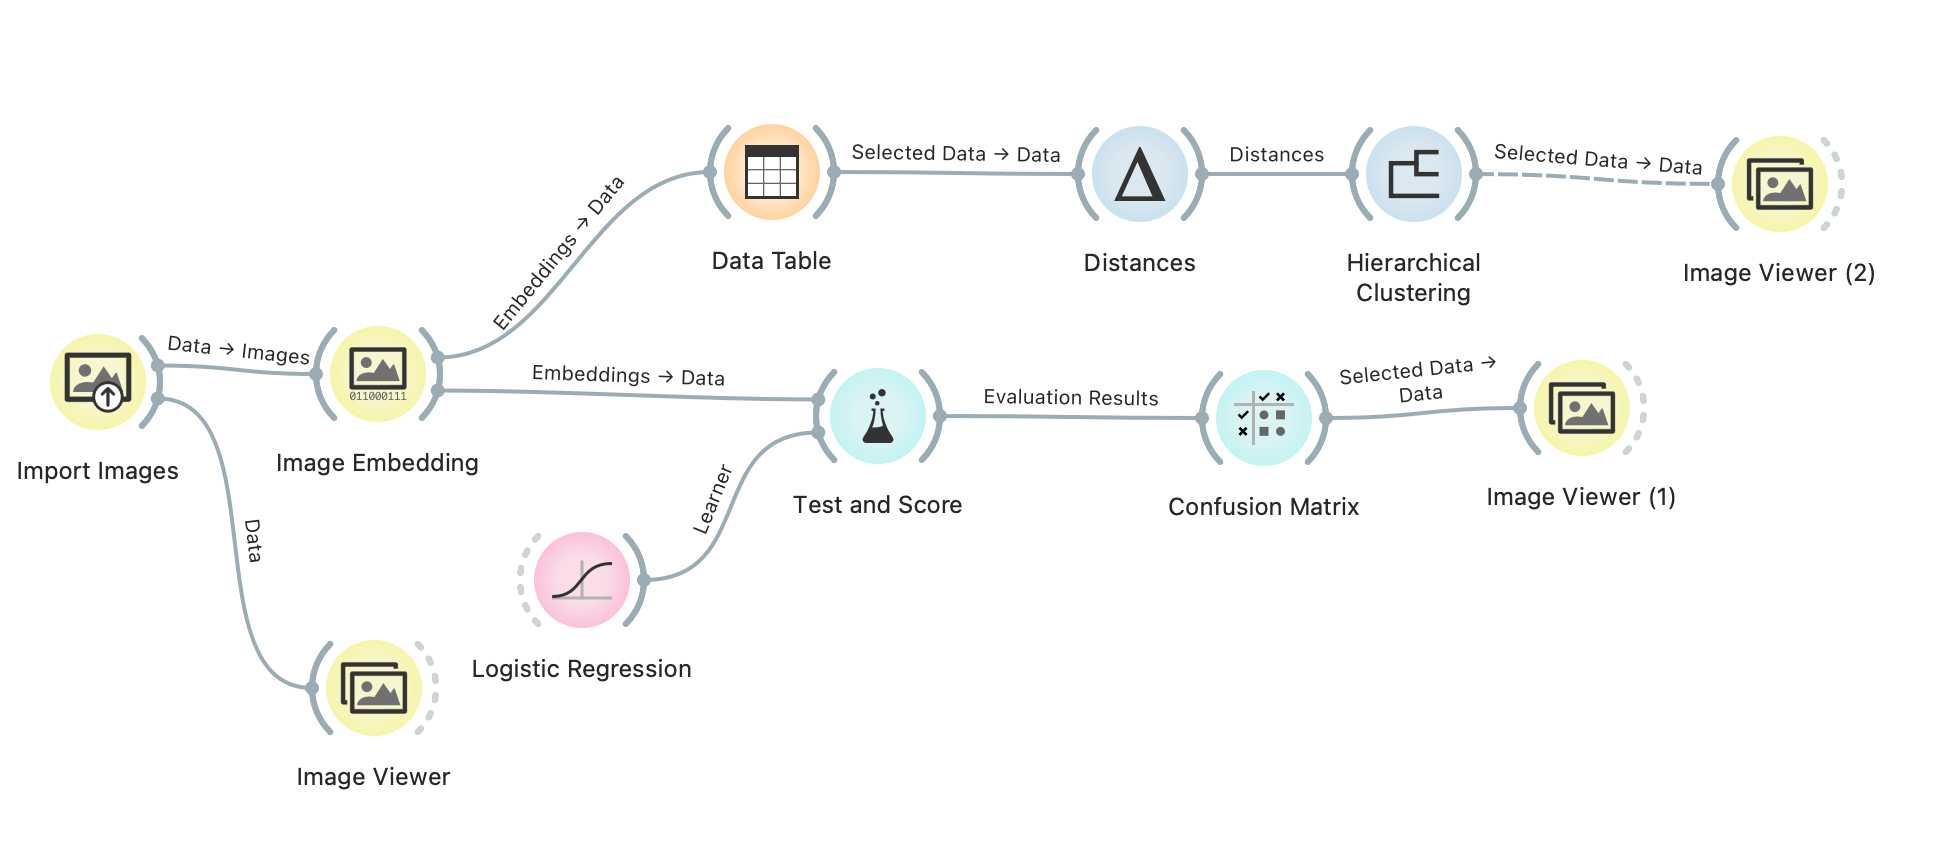 Selected Data → Data
Distances
Selected Data → Data
Embeddings → Data
Data Table
Distances
Hierarchical
Clustering
Image Viewer (2)
Data → Images
011000111
Embeddings → Data
Evaluation Results
Selected Data →
Data
Import Images
Image Embedding
Learner
Test and Score
Confusion Matrix
Image Viewer (1)
Data
Logistic Regression
Image Viewer